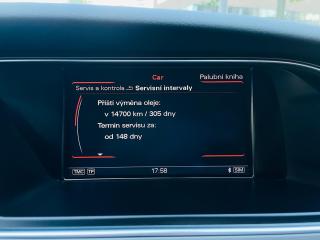 Car
Palubní kniha
Servis a kontrola
Servisní intervaly
Příští výměna oleje:
v 14700 km / 305 dny
Termín servisu za:
od 148 dny
TMC TP
17:58
SIM